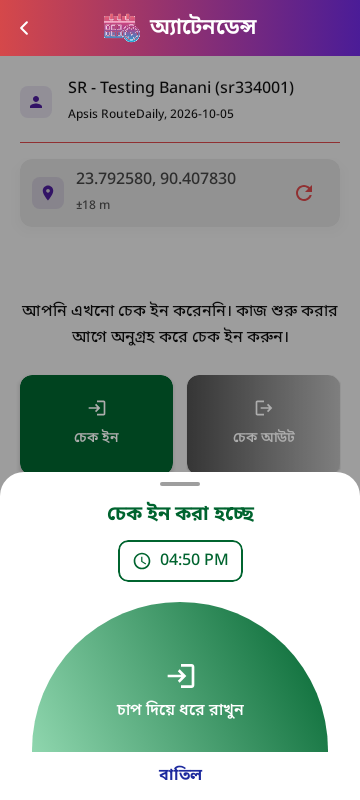 অ্যাটেনডেন্স
SR - Testing Banani (sr334001)
Apsis RouteDaily, 2026-10-05
23.792580, 90.407830
±18 m
আপনি এখনো চেক ইন করেননি। কাজ শুরু করার
আগে অনুগ্রহ করে চেক ইন করুন।
চেক ইন
চেক আউট
চেক ইন করা হচ্ছে
04:50 PM
চাপ দিয়ে ধরে রাখুন
বাতিল